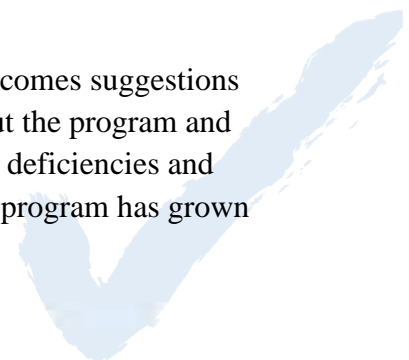 comes suggestions
ut the program and
deficiencies and
program has grown